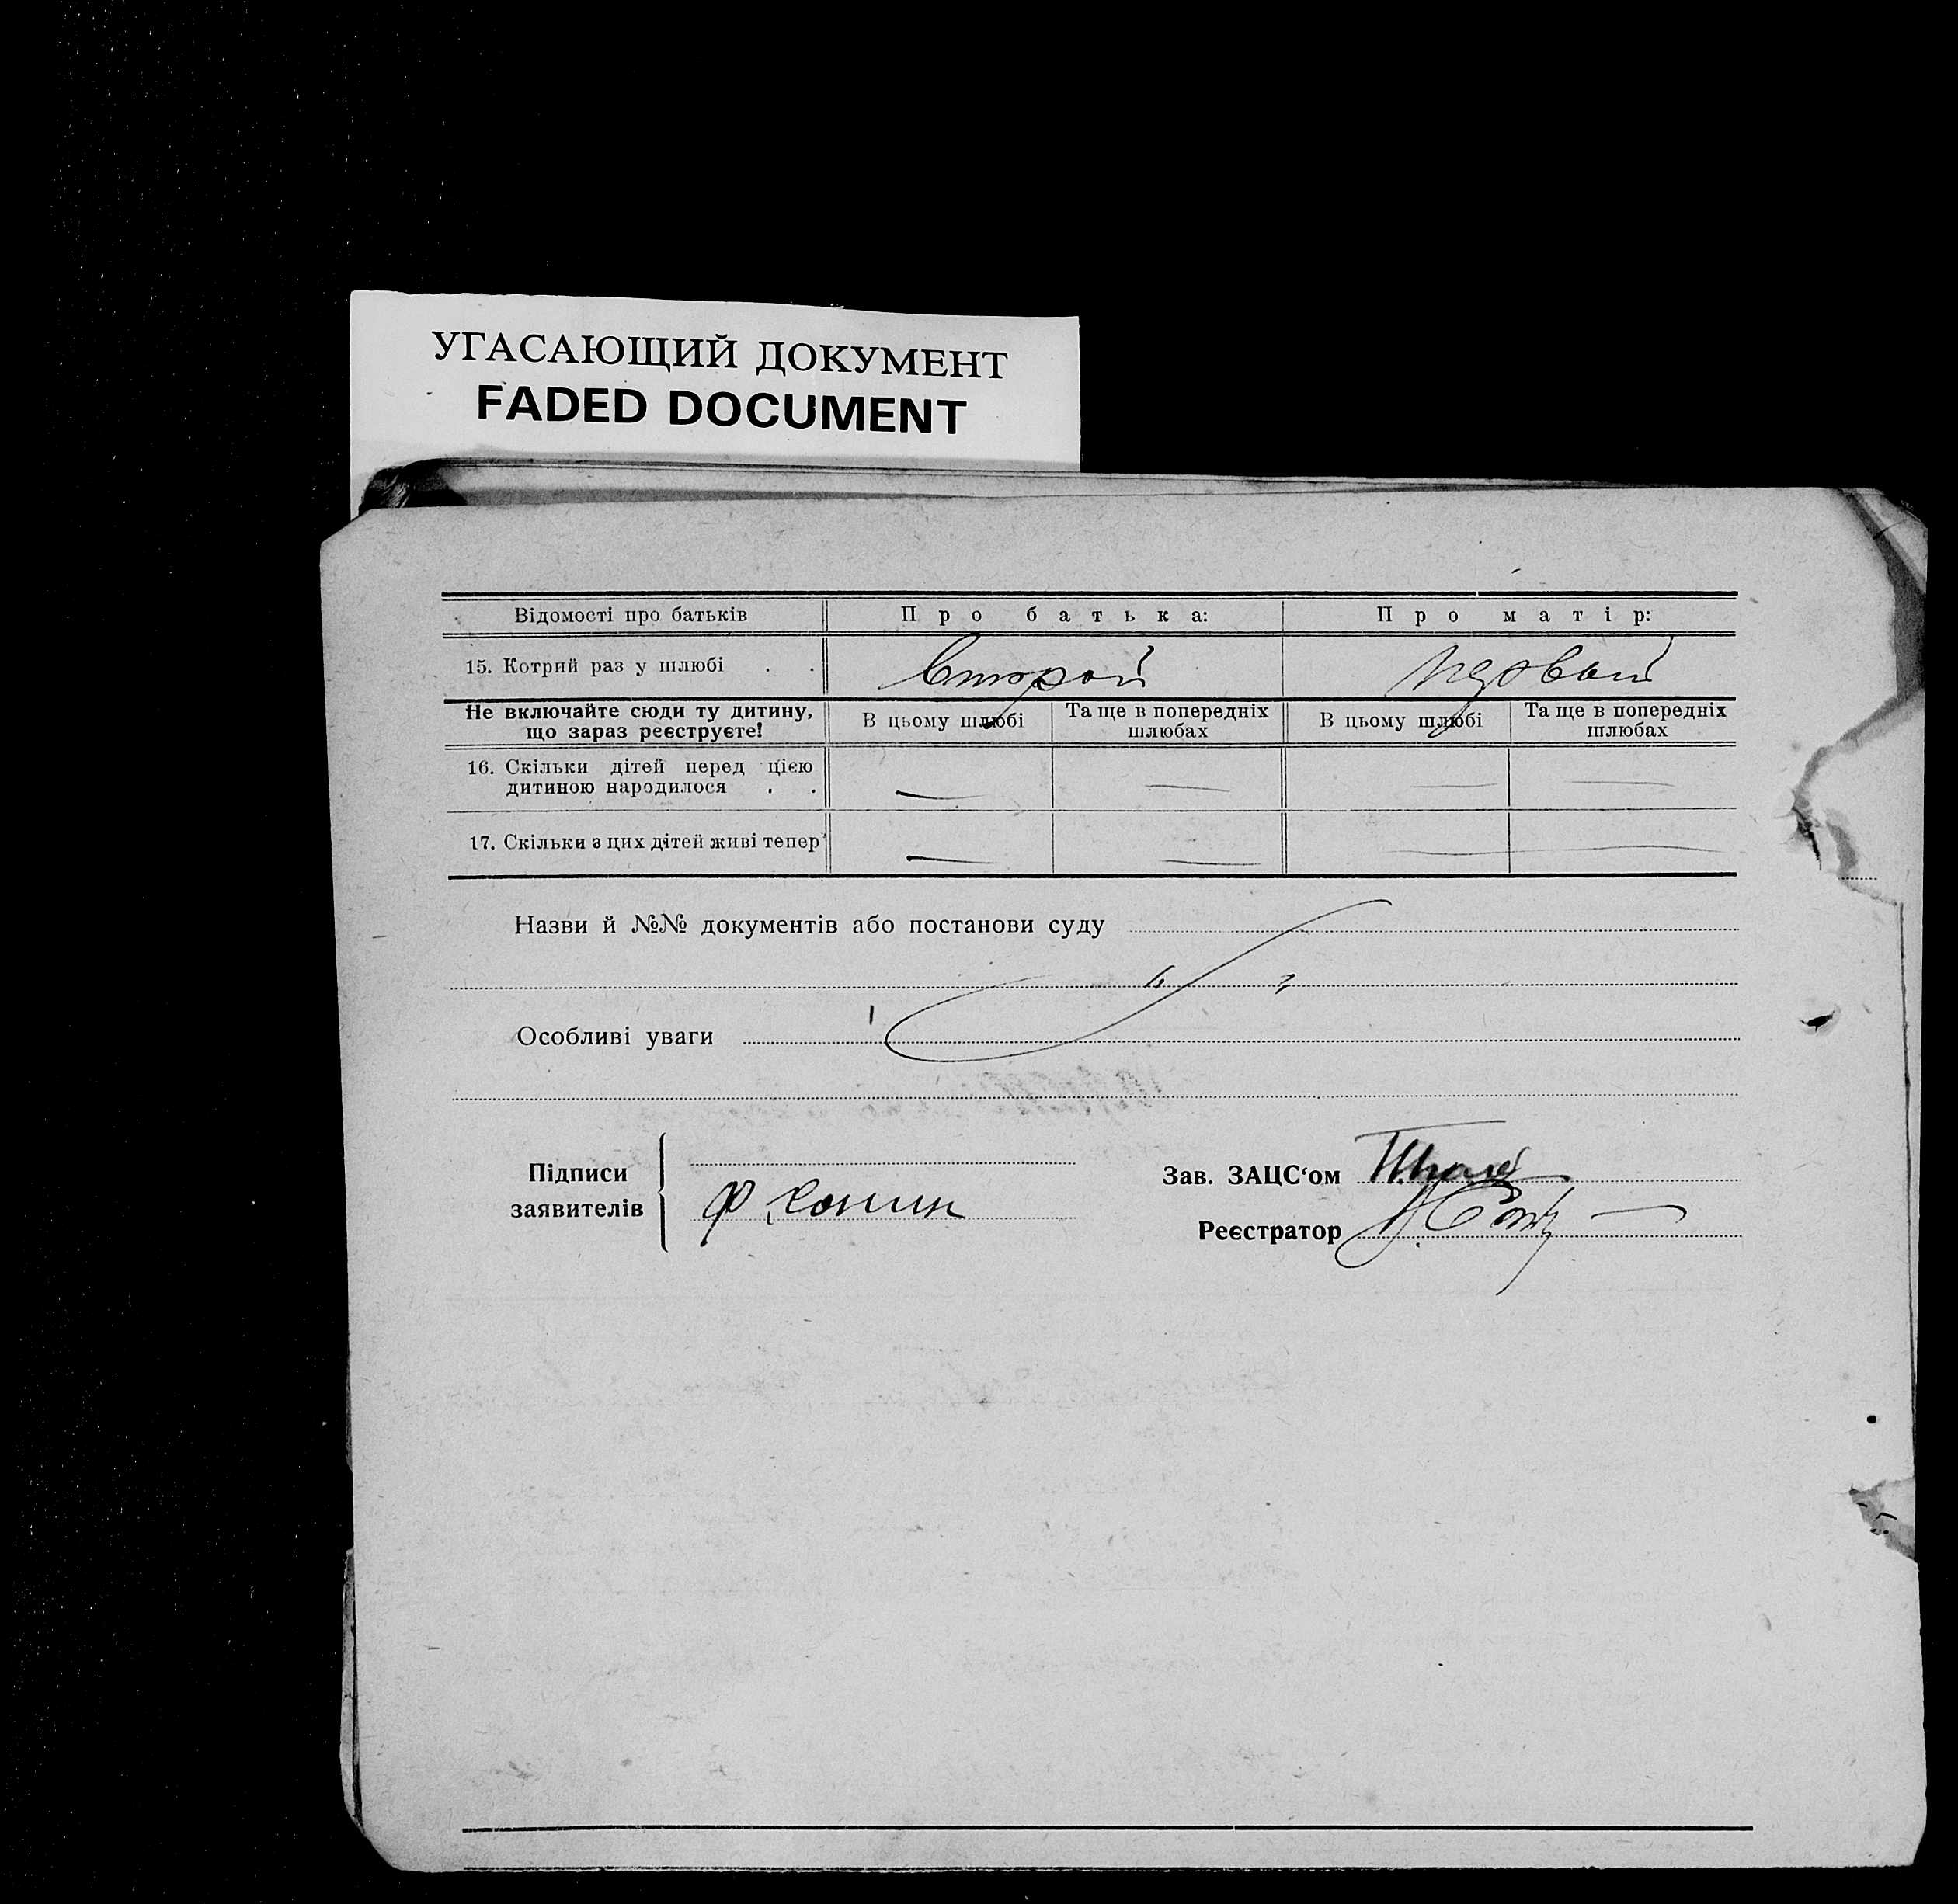 УГАСАЮЩИЙ ДОКУМЕНТ
FADED DOCUMENT
Відомості про батьків Про батька: Про матір:
15. Котрий раз у шлюбі . . Второй первый
Не включайте сюди ту дитину, що зараз реєструєте! В цьому шлюбі Та ще в попередніх шлюбах В цьому шлюбі Та ще в попередніх шлюбах
16. Скільки дітей перед цією
дитиною народилося . . — — — —
17. Скільки з цих дітей живі тепер — — — —
Назви й №№ документів або постанови суду
Особливі уваги
Підписи
заявителів
Зав. ЗАЦС‘ом
Реєстратор